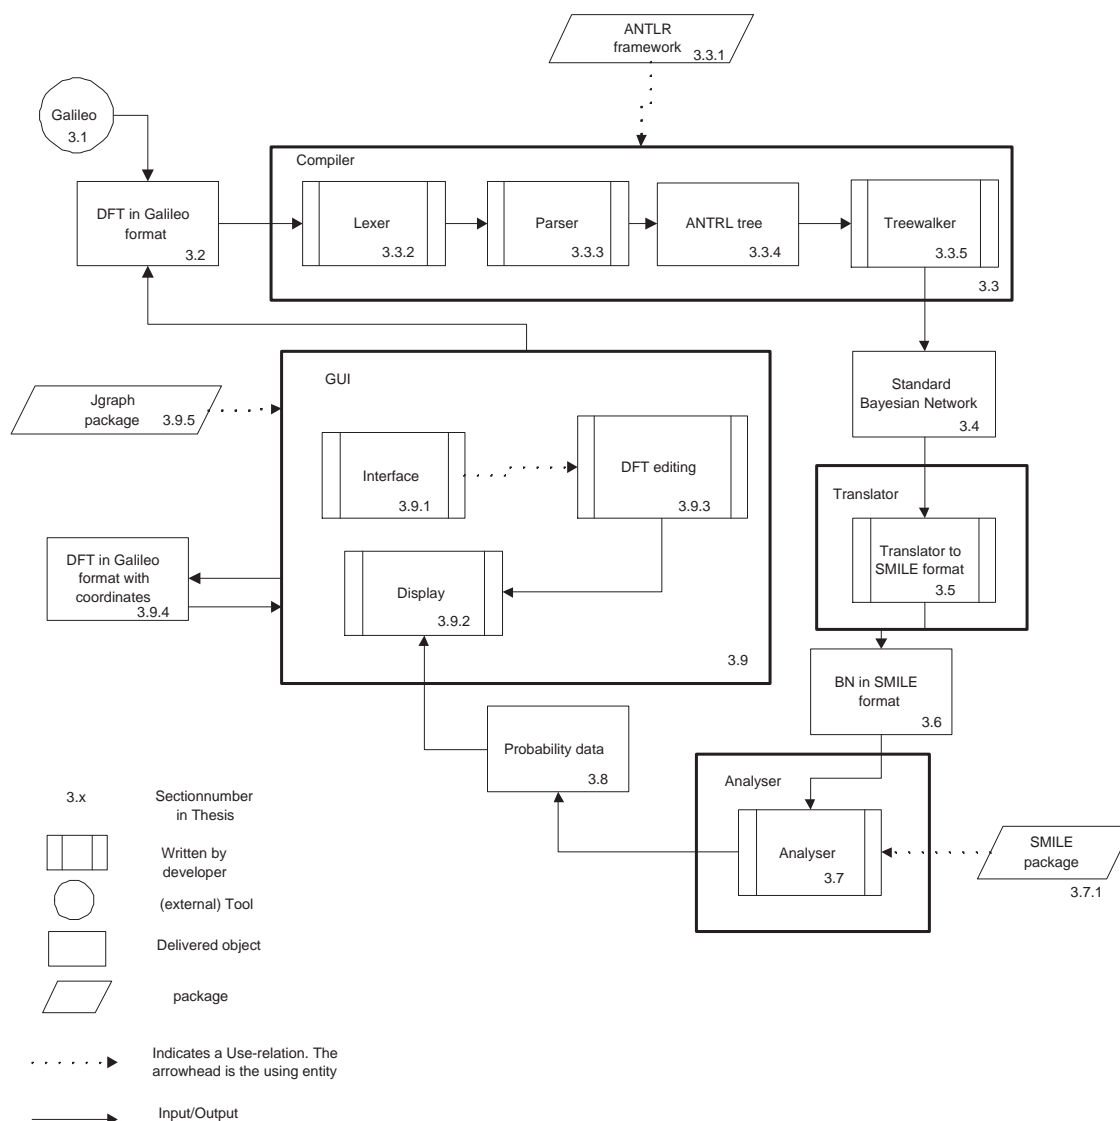 ANTLR
framework
3.3.1
Galileo
3.1
Compiler
DFT in Galileo
format
3.2
Lexer
3.3.2
Parser
3.3.3
ANTRL tree
3.3.4
Treewalker
3.3.5
3.3
GUI
Jgraph
package
3.9.5
Standard
Bayesian Network
3.4
Interface
3.9.1
DFT editing
3.9.3
Translator
Translator to
SMILE format
3.5
DFT in Galileo
format with
coordinates
3.9.4
Display
3.9.2
3.9
BN in SMILE
format
3.6
Probability data
3.8
Analyser
Analyser
3.7
SMILE
package
3.7.1
3.x
Sectionnumber
in Thesis
Written by
developer
(external) Tool
Delivered object
package
Indicates a Use-relation. The
arrowhead is the using entity
Input/Output